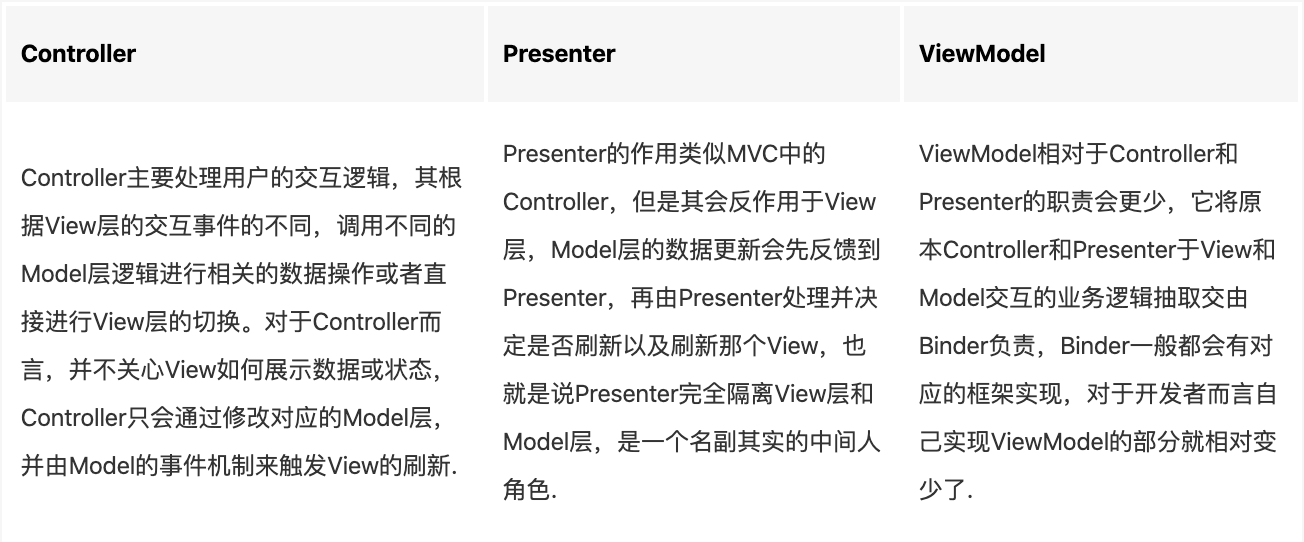 Controller
Presenter
ViewModel
Controller主要处理用户的交互逻辑，其根
据View层的交互事件的不同，调用不同的
Model层逻辑进行相关的数据操作或者直
接进行View层的切换。对于Controller而
言，并不关心View如何展示数据或状态，
Controller只会通过修改对应的Model层，
并由Model的事件机制来触发View的刷新.
Presenter的作用类似MVC中的
Controller，但是其会反作用于View
层，Model层的数据更新会先反馈到
Presenter，再由Presenter处理并决
定是否刷新以及刷新那个View，也
就是说Presenter完全隔离View层和
Model层，是一个名副其实的中间人
角色.
ViewModel相对于Controller和
Presenter的职责会更少，它将原
本Controller和Presenter于View和
Model交互的业务逻辑抽取交由
Binder负责，Binder一般都会有对
应的框架实现，对于开发者而言自
己实现ViewModel的部分就相对变
少了.